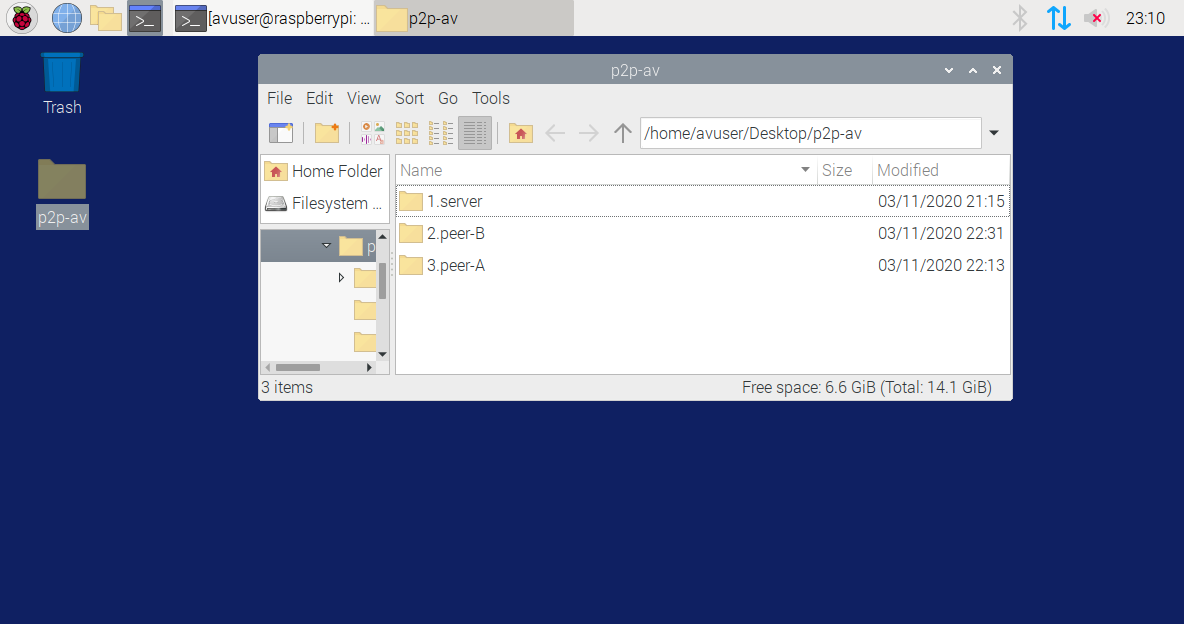 [avuser@raspberrypi: ... p2p-av 23:10
Trash
p2p-av
p2p-av
File Edit View Sort Go Tools
/home/avuser/Desktop/p2p-av
Home Folder
Filesystem ...
p
Name Size Modified
1.server 03/11/2020 21:15
2.peer-B 03/11/2020 22:31
3.peer-A 03/11/2020 22:13
3 items Free space: 6.6 GiB (Total: 14.1 GiB)